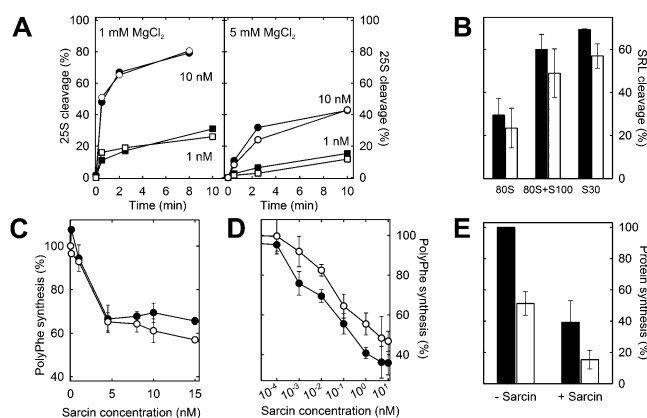 A
1 mM MgCl2
5 mM MgCl2
25S cleavage (%)
100
80
60
40
20
0
10 nM
1 nM
10 nM
1 nM
0 2 4 6 8 10
0 2 4 6 8 10
Time (min)
Time (min)
100
80
60
40
20
0
25S cleavage (%)
B
60
40
20
SRL cleavage (%)
80S 80S+S100 S30
C
PolyPhe synthesis (%)
100
80
60
40
0 5 10 15
Sarcin concentration (nM)
D
100
80
60
40
PolyPhe synthesis (%)
10-4 10-3 10-2 10-1 100 101
Sarcin concentration (nM)
E
100
80
60
40
20
0
Protein synthesis (%)
- Sarcin + Sarcin